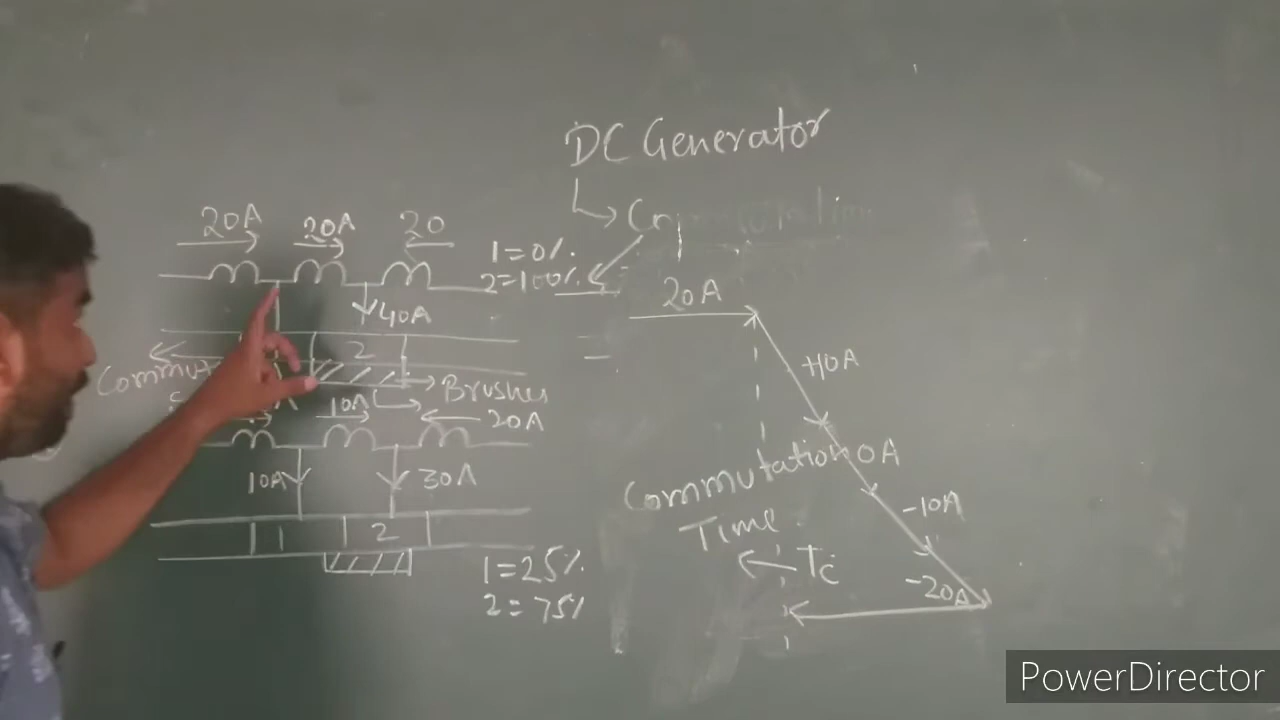 DC Generator
20A
20A
20
1=0%.
2=100%.
40A
2
Brushes
10A
20A
10A
30A
1
2
1=25%
2=75%
20A
+10A
0A
-10A
-20A
Commutation
Time.
Tc
PowerDirector